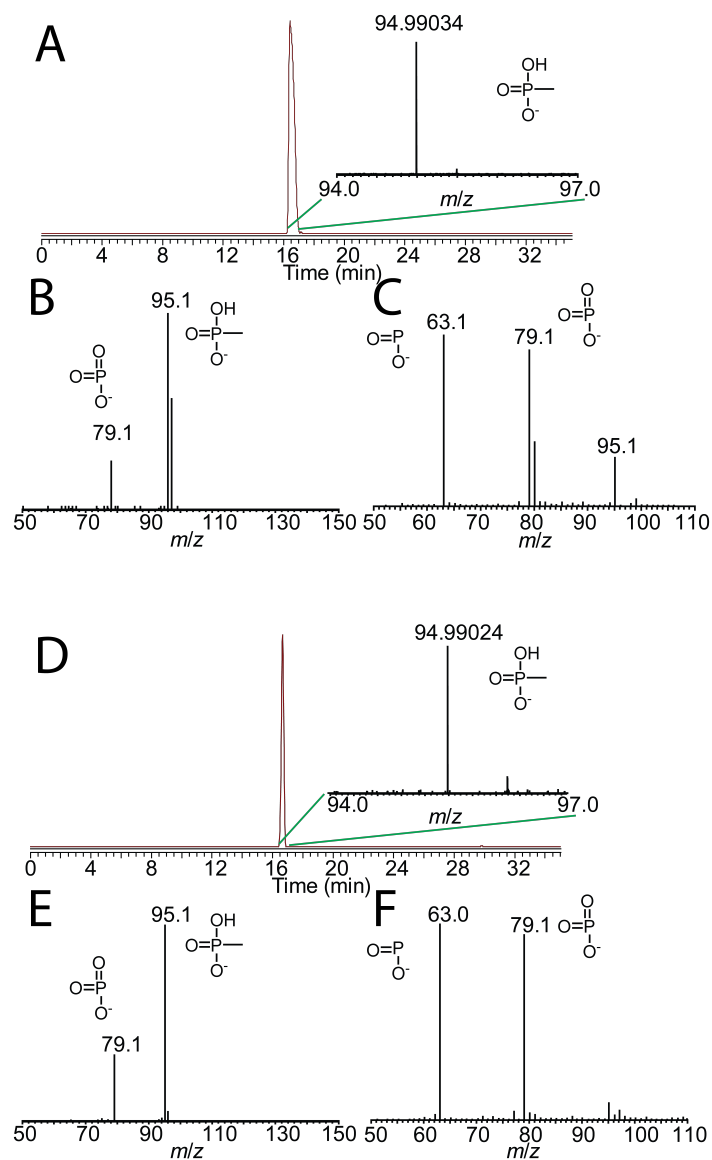 A
94.99034
OH
O=P
O-
94.0
97.0
m/z
0 4 8 12 16 20 24 28 32
Time (min)
B
95.1
OH
O=P
O-
O
O=P
O-
79.1
50 70 90 110 130 150
m/z
C
O=P
O-
63.1
79.1
O
O=P
O-
95.1
50 60 70 80 90 100 110
m/z
D
94.99024
OH
O=P
O-
94.0
97.0
m/z
0 4 8 12 16 20 24 28 32
Time (min)
E
95.1
OH
O=P
O-
O
O=P
O-
79.1
50 70 90 110 130 150
m/z
F
O=P
O-
63.0
79.1
O
O=P
O-
50 60 70 80 90 100 110
m/z